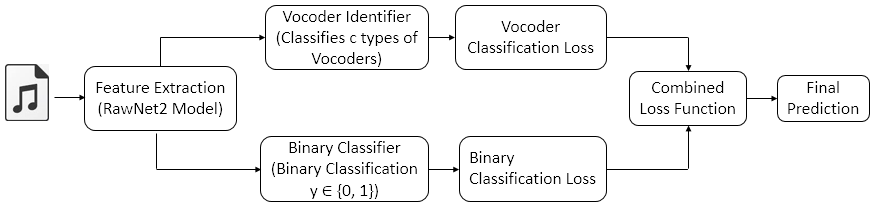 Feature Extraction
(RawNet2 Model)
Vocoder Identifier
(Classifies c types of
Vocoders)
Vocoder
Classification Loss
Binary Classifier
(Binary Classification
y ∈ {0, 1})
Binary
Classification Loss
Combined
Loss Function
Final
Prediction